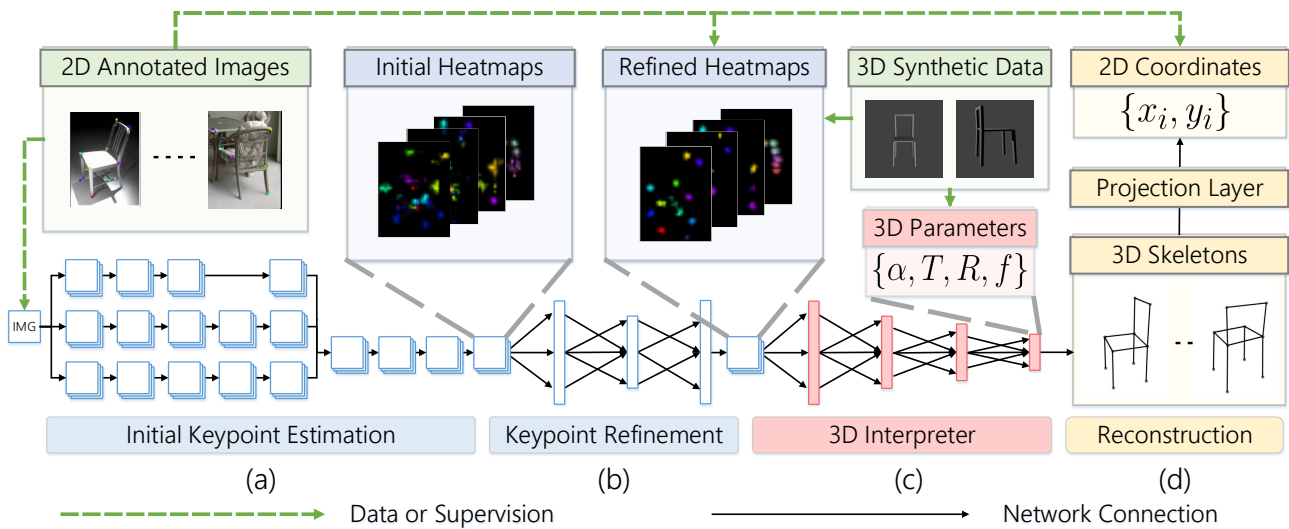 2D Annotated Images
Initial Heatmaps
Refined Heatmaps
3D Synthetic Data
2D Coordinates
{x_i, y_i}
Projection Layer
3D Parameters
{α, T, R, f}
3D Skeletons
IMG
Initial Keypoint Estimation
Keypoint Refinement
3D Interpreter
Reconstruction
(a)
(b)
(c)
(d)
Data or Supervision
Network Connection